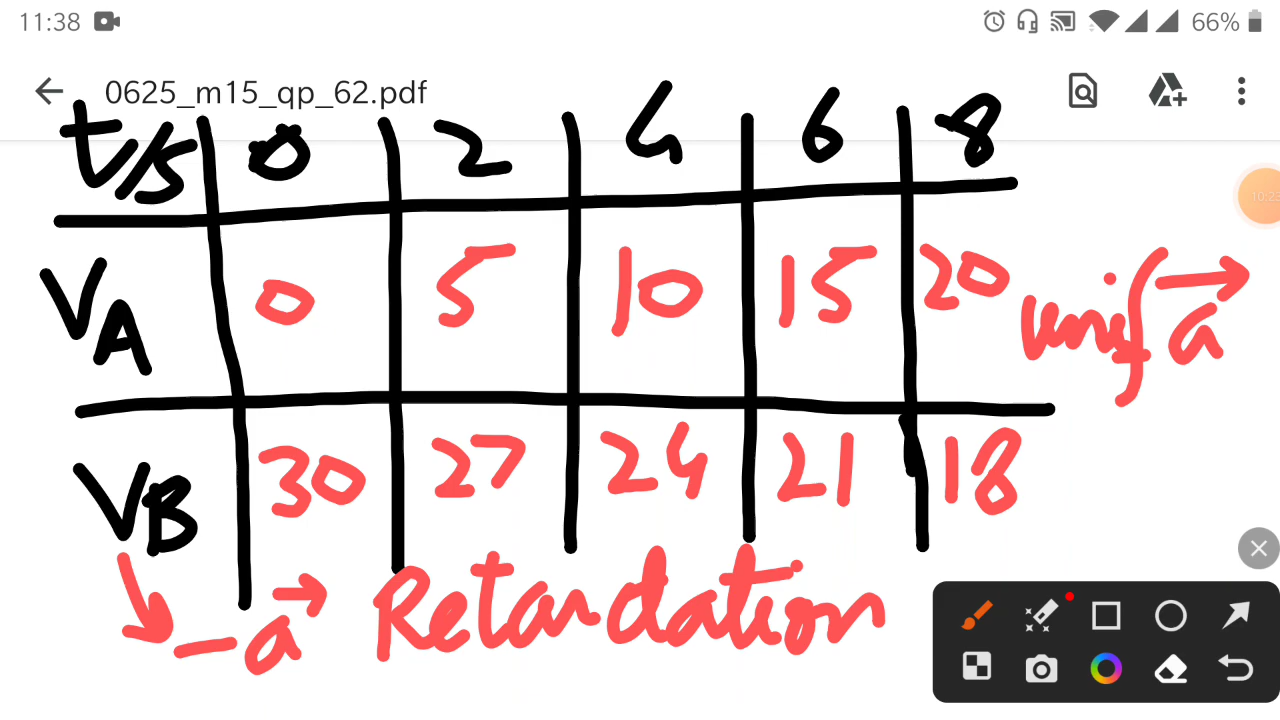 11:38 66%
0625_m15_qp_62.pdf
t/s 0 2 4 6 8
VA 0 5 10 15 20 unif a
VB 30 27 24 21 18
-a Retardation